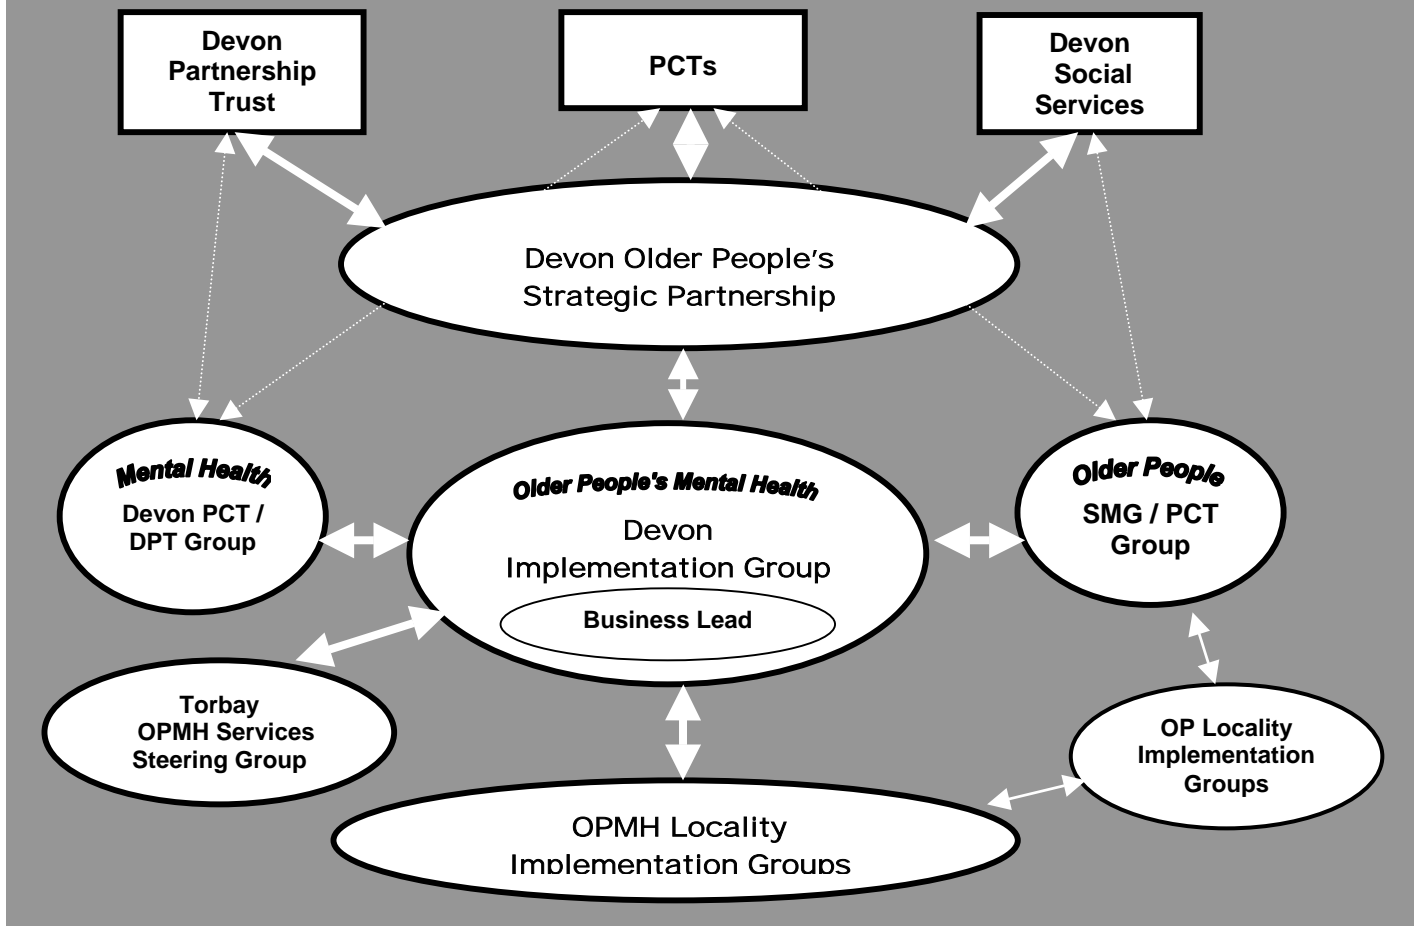 Devon
Partnership
Trust
PCTs
Devon
Social
Services
Devon Older People's
Strategic Partnership
Mental Health
Devon PCT /
DPT Group
Older People's Mental Health
Devon
Implementation Group
Business Lead
Older People
SMG / PCT
Group
Torbay
OPMH Services
Steering Group
OP Locality
Implementation
Groups
OPMH Locality
Implementation Groups